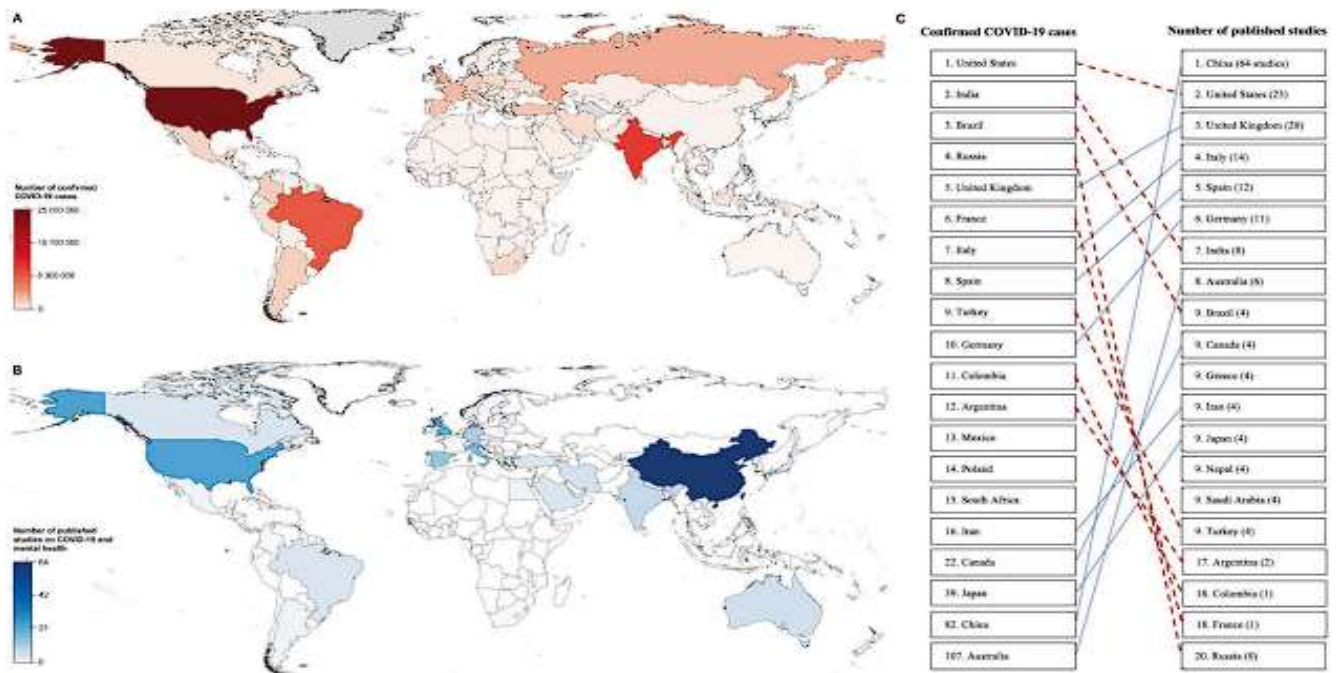 A
Number of confirmed
COVID-19 cases
0
B
Number of published
studies on COVID-19 and
mental health
64
42
21
0
C
Confirmed COVID-19 cases
1. United States
2. India
3. Brazil
4. Russia
5. United Kingdom
6. France
7. Italy
8. Spain
9. Turkey
10. Germany
11. Colombia
12. Argentina
13. Mexico
14. Poland
15. South Africa
16. Iran
22. Canada
39. Japan
82. China
107. Australia
Number of published studies
1. China (64 studies)
2. United States (23)
3. United Kingdom (20)
4. Italy (14)
5. Spain (12)
6. Germany (11)
7. India (8)
8. Australia (6)
9. Brazil (4)
9. Canada (4)
9. Greece (4)
9. Iran (4)
9. Japan (4)
9. Nepal (4)
9. Saudi Arabia (4)
9. Turkey (4)
17. Argentina (2)
18. Colombia (1)
18. France (1)
20. Russia (0)